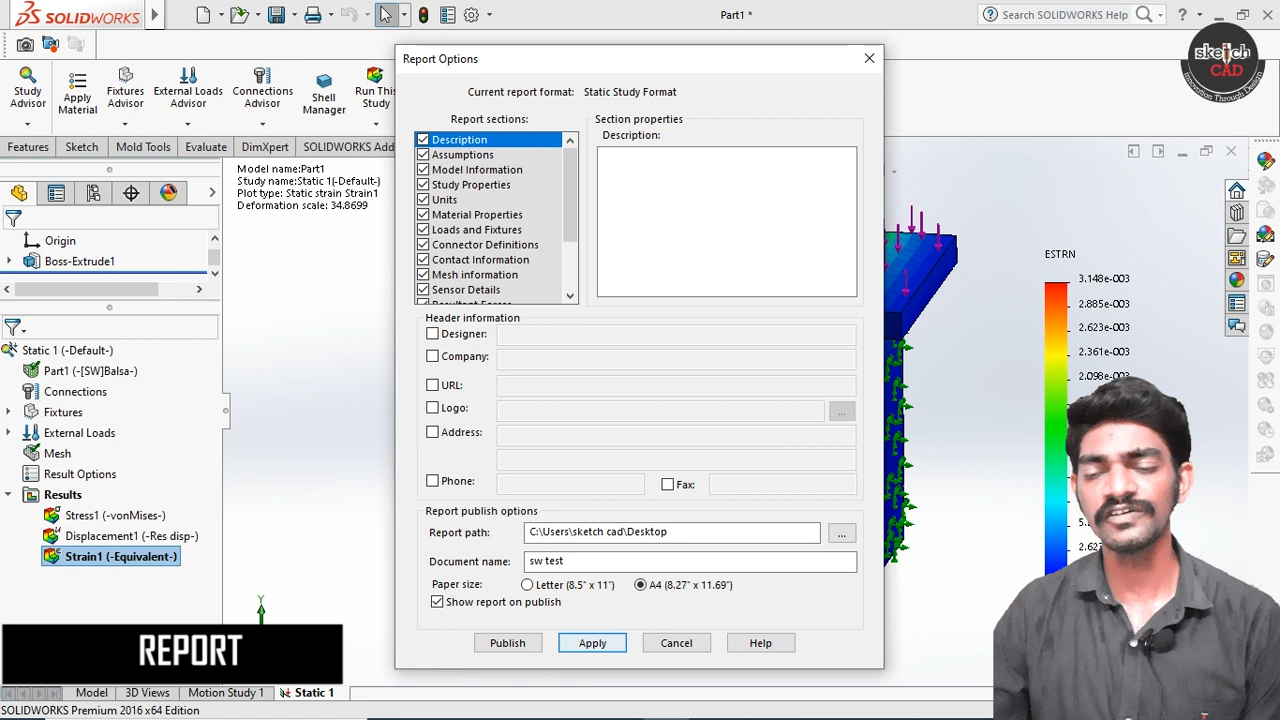 SOLIDWORKS
Part1 *
Search SOLIDWORKS Help
sketch
CAD
Innovation Through Design
Study
Advisor
Apply
Material
Fixtures
Advisor
External Loads
Advisor
Connections
Advisor
Shell
Manager
Run This
Study
Features
Sketch
Mold Tools
Evaluate
DimXpert
SOLIDWORKS Add
Model name:Part1
Study name:Static 1(-Default-)
Plot type: Static strain Strain1
Deformation scale: 34.8699
Origin
Boss-Extrude1
Static 1 (-Default-)
Part1 (-[SW]Balsa-)
Connections
Fixtures
External Loads
Mesh
Result Options
Results
Stress1 (-vonMises-)
Displacement1 (-Res disp-)
Strain1 (-Equivalent-)
Y
REPORT
Report Options
Current report format: Static Study Format
Report sections:
Description
Assumptions
Model Information
Study Properties
Units
Material Properties
Loads and Fixtures
Connector Definitions
Contact Information
Mesh information
Sensor Details
Section properties
Description:
Header information
Designer:
Company:
URL:
Logo:
...
Address:
Phone:
Fax:
Report publish options
Report path: C:\Users\sketch cad\Desktop ...
Document name: sw test
Paper size: Letter (8.5" x 11") A4 (8.27" x 11.69")
Show report on publish
Publish
Apply
Cancel
Help
ESTRN
3.148e-003
2.885e-003
2.623e-003
2.361e-003
2.098e-003
Model
3D Views
Motion Study 1
Static 1
SOLIDWORKS Premium 2016 x64 Edition